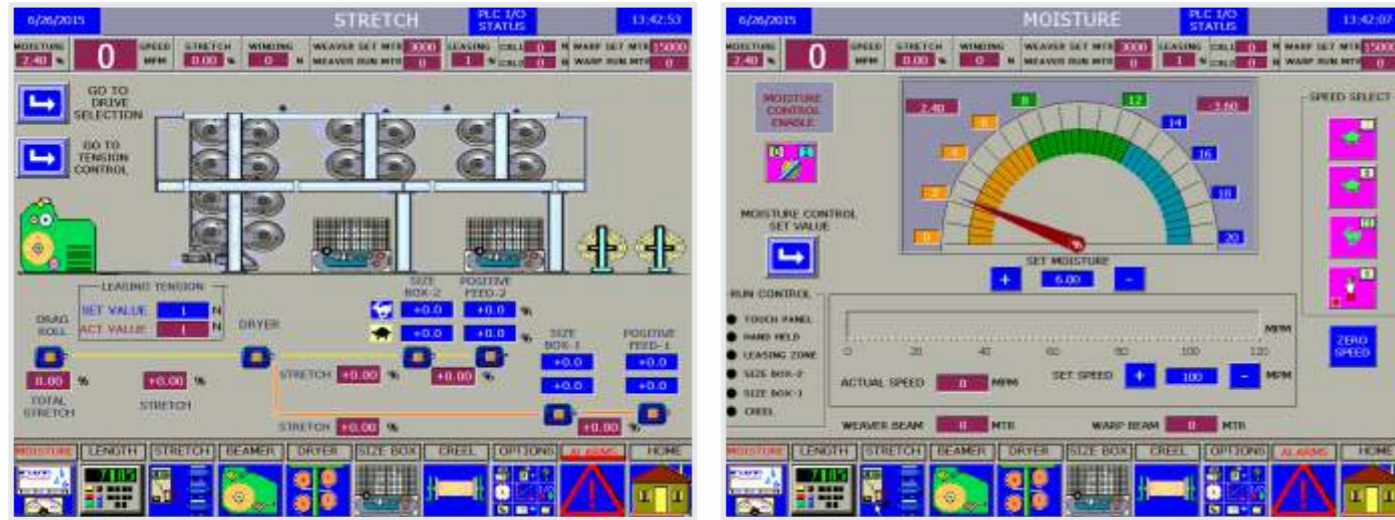 6/26/2015 STRETCH PLC I/O STATUS 13:42:53
MOISTURE 2.40 % 0 SPEED MPM STRETCH 0.00 % WINDING 0 N WEAVER SET MTR 3000 WEAVER RUN MTR 0 LEASING 1 N CRL1 0 N CRL2 0 N WARP SET MTR 15000 WARP RUN MTR 0
GO TO DRIVE SELECTION
GO TO TENSION CONTROL
LEASING TENSION
SET VALUE 1 N
ACT VALUE 1 N
SIZE BOX-2 POSITIVE FEED-2
+0.0 +0.0 %
+0.0 +0.0 %
DRAG ROLL
DRYER
SIZE BOX-1 POSITIVE FEED-1
+0.0 +0.0
+0.0 +0.0
0.00 % +0.00 % STRETCH +0.00 % +0.00 %
TOTAL STRETCH
STRETCH
STRETCH +0.00 % +0.00 %
MOISTURE LENGTH STRETCH BEAMER DRYER SIZE BOX CREEL OPTIONS ALARMS HOME
6/26/2015 MOISTURE PLC I/O STATUS 13:42:07
MOISTURE 2.40 % 0 SPEED MPM STRETCH 0.00 % WINDING 0 N WEAVER SET MTR 3000 WEAVER RUN MTR 0 LEASING 1 N CRL1 0 N CRL2 0 N WARP SET MTR 15000 WARP RUN MTR 0
MOISTURE CONTROL ENABLE
0 1
MOISTURE CONTROL SET VALUE
2.40 -3.60
0 2 4 6 8 12 14 16 18 20
%
SET MOISTURE
+ 6.00 -
SPEED SELECT
ZERO SPEED
RUN CONTROL
TOUCH PANEL
HAND HELD
LEASING ZONE
SIZE BOX-2
SIZE BOX-1
CREEL
MPM
0 20 40 60 80 100 120
ACTUAL SPEED 0 MPM SET SPEED + 100 - MPM
WEAVER BEAM 0 MTR WARP BEAM 0 MTR
MOISTURE LENGTH STRETCH BEAMER DRYER SIZE BOX CREEL OPTIONS ALARMS HOME